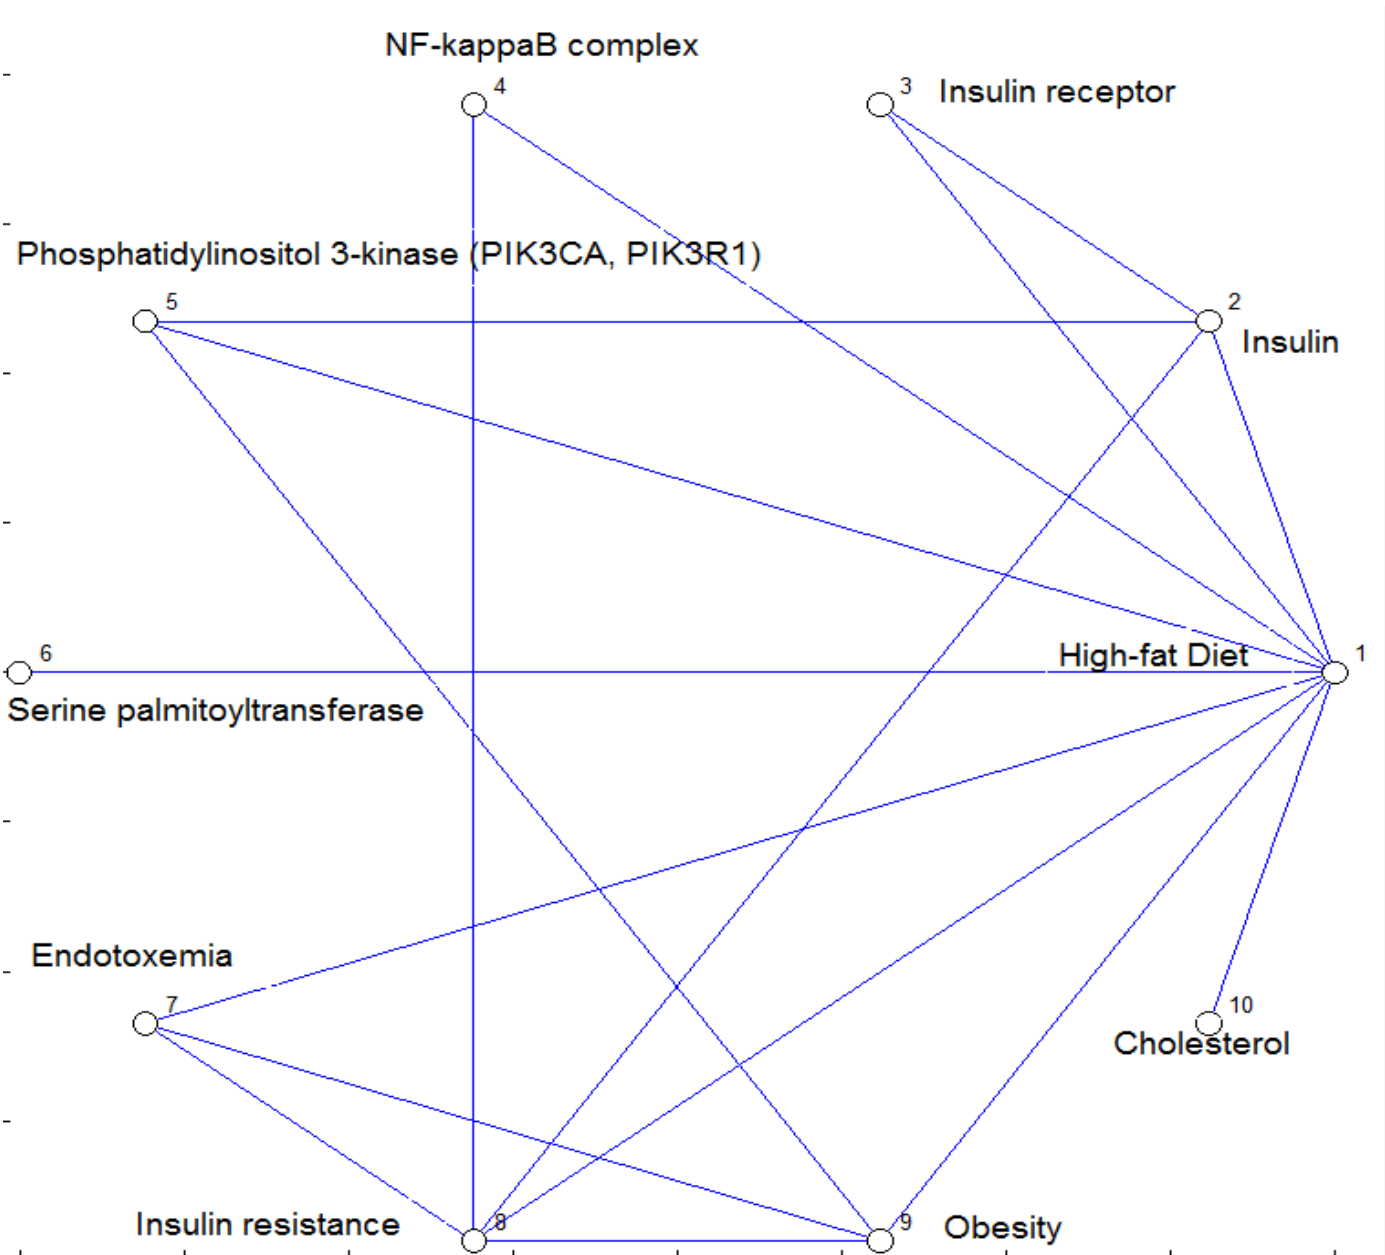 NF-kappaB complex
4
3
Insulin receptor
Phosphatidylinositol 3-kinase (PIK3CA, PIK3R1)
5
2
Insulin
6
High-fat Diet
1
Serine palmitoyltransferase
Endotoxemia
7
10
Cholesterol
Insulin resistance
8
9
Obesity